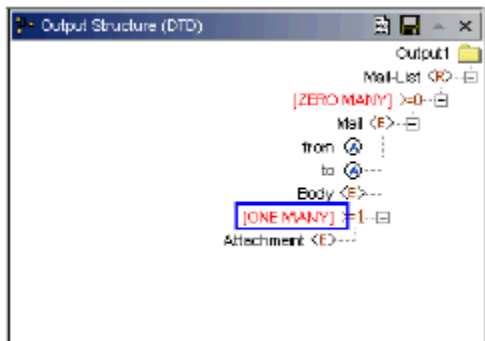 Output Structure (DTD)
Output1
Mail-List <R>
[ZERO MANY] >=0
Mail <E>
from A
to A
Body <E>
[ONE MANY] >=1
Attachment <E>